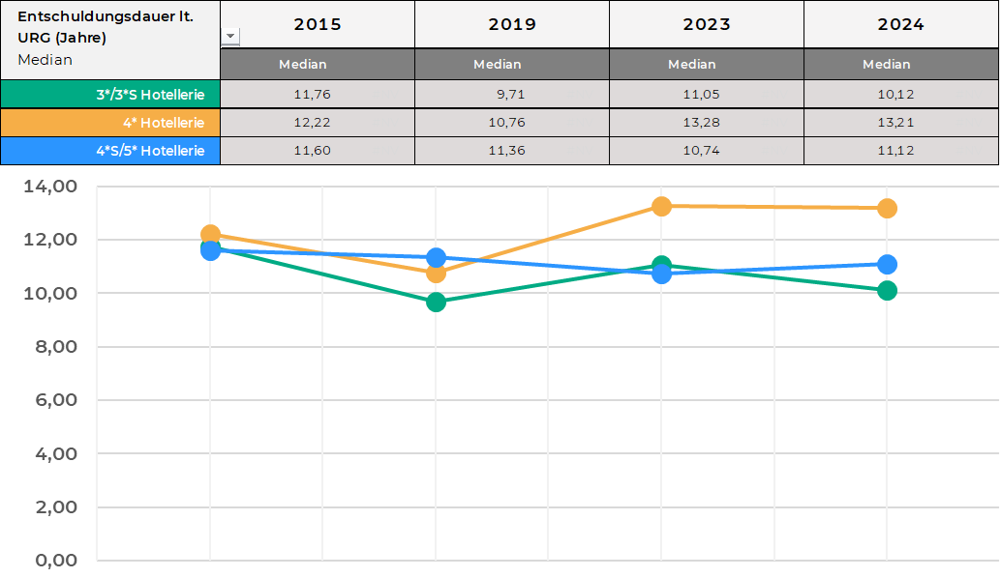 Entschuldungsdauer lt. URG (Jahre)
Median
2015 2019 2023 2024
Median Median Median Median
3*/3*S Hotellerie 11,76 9,71 11,05 10,12
4* Hotellerie 12,22 10,76 13,28 13,21
4*S/5* Hotellerie 11,60 11,36 10,74 11,12
14,00
12,00
10,00
8,00
6,00
4,00
2,00
0,00